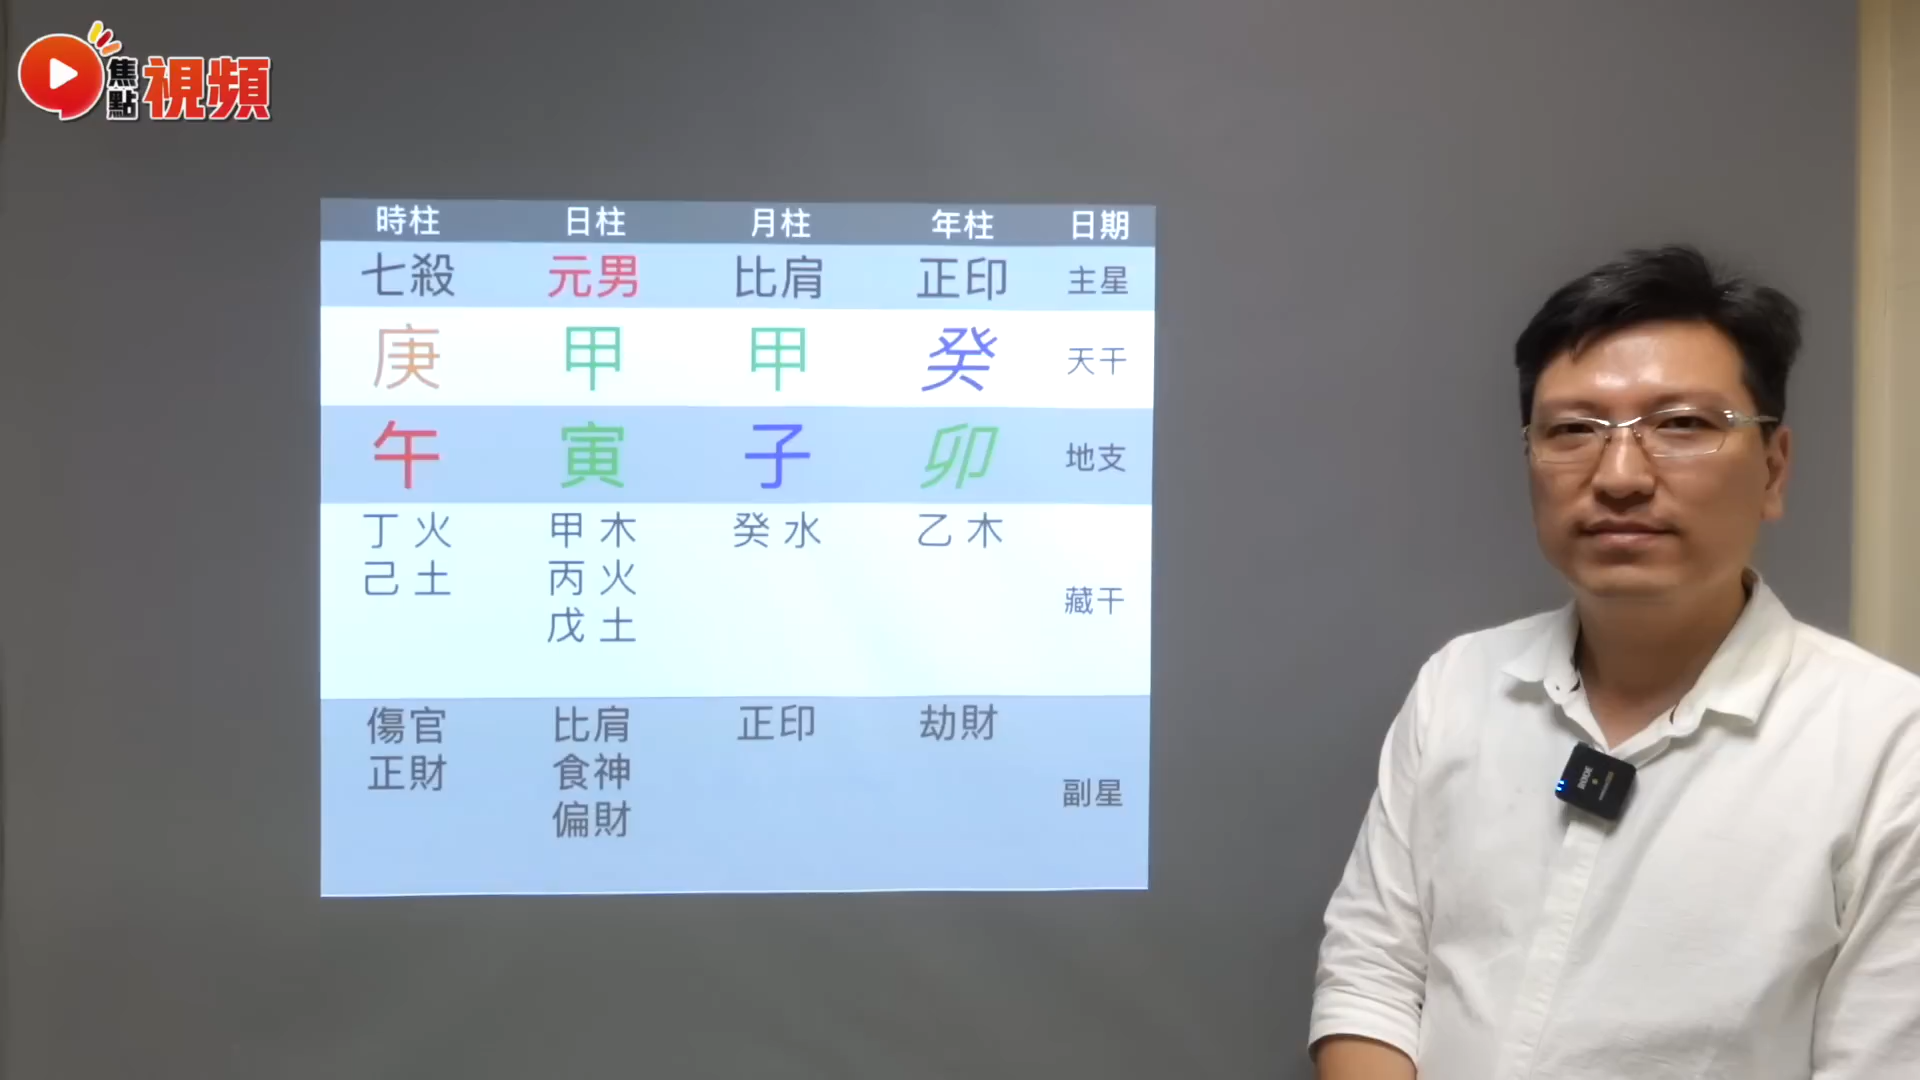 焦點視頻
時柱 日柱 月柱 年柱 日期
七殺 元男 比肩 正印 主星
庚 甲 甲 癸 天干
午 寅 子 卯 地支
丁火 甲木 癸水 乙木
己土 丙火
藏干
戊土
傷官 比肩 正印 劫財
正財 食神
副星
偏財
RODE